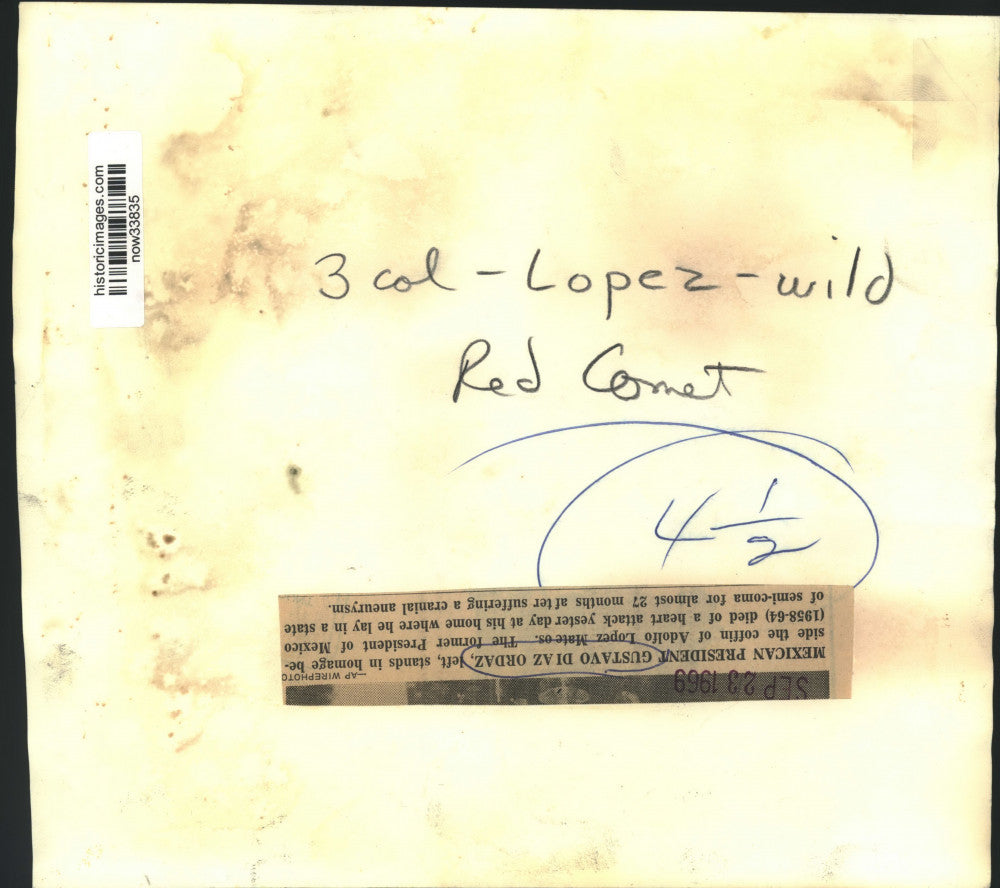 historicimages.com
now33835
3 col - Lopez - wild
Red Comet
4 1/2
SEP 23 1969
—AP WIREPHOTO
MEXICAN PRESIDENT GUSTAVO DIAZ ORDAZ, left, stands in homage be-
side the coffin of Adolfo Lopez Mateos. The former President of Mexico
(1958-64) died of a heart attack yesterday at his home where he lay in a state
of semi-coma for almost 27 months after suffering a cranial aneurysm.